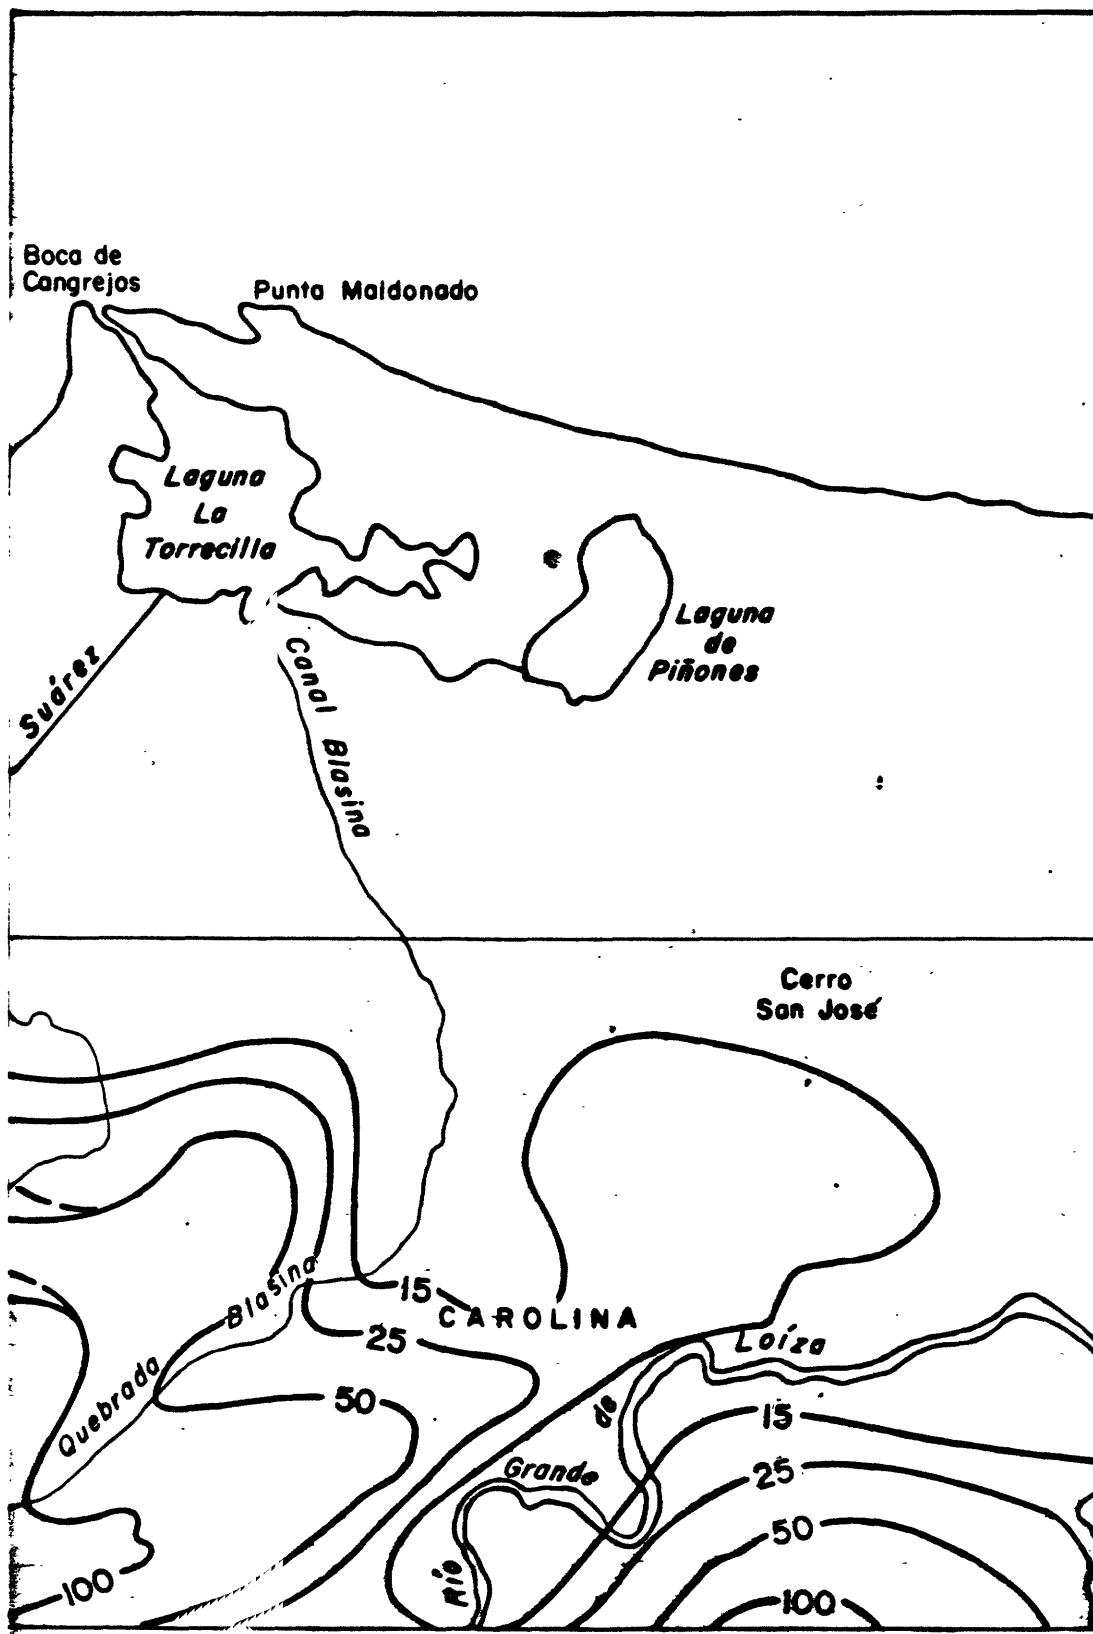 Boca de
Cangrejos
Punta Maldonado
Laguna
La
Torrecilla
Laguna
de
Piñones
Suárez
Canal Blasina
Cerro
San José
Quebrada Blasina
15
CAROLINA
25
50
100
Río Grande de Loíza
15
25
50
100